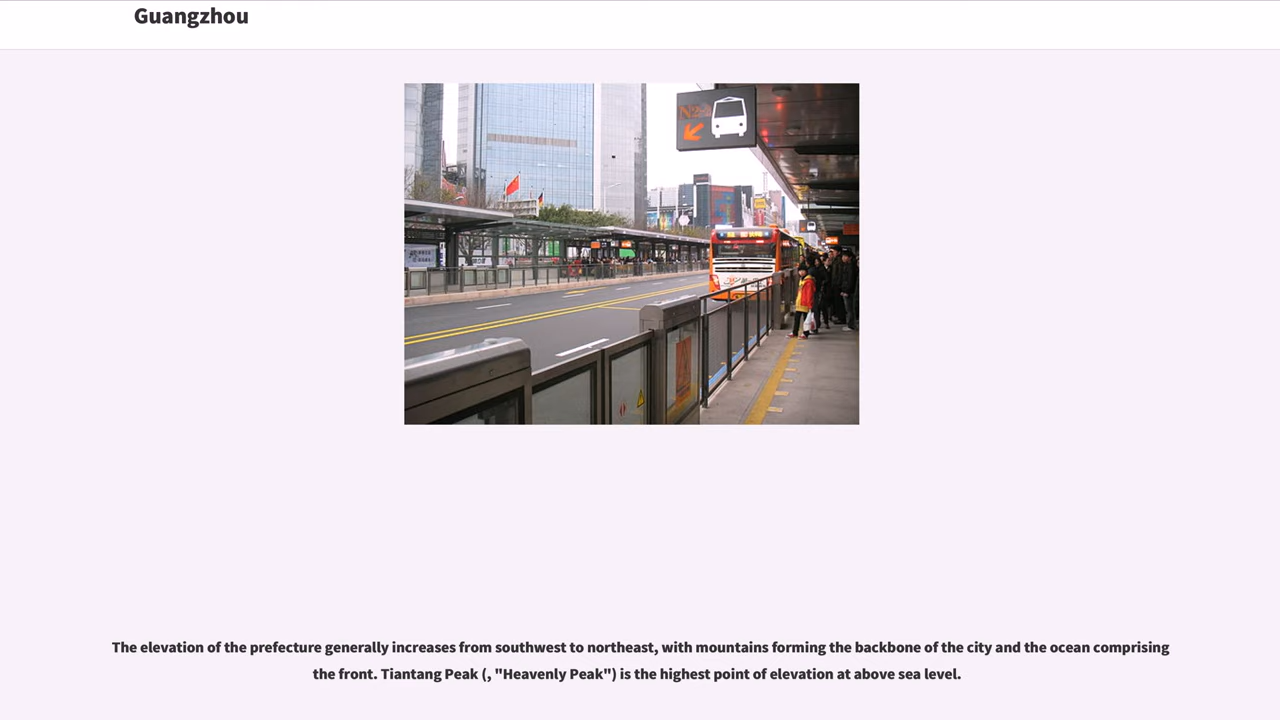 Guangzhou
The elevation of the prefecture generally increases from southwest to northeast, with mountains forming the backbone of the city and the ocean comprising
the front. Tiantang Peak (, "Heavenly Peak") is the highest point of elevation at above sea level.